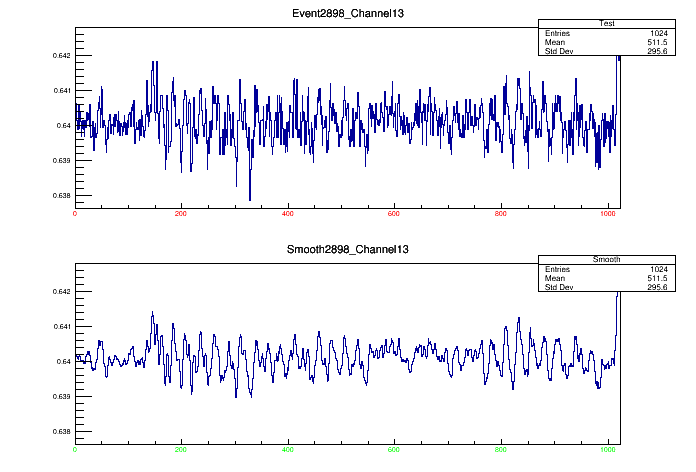 Event2898_Channel13
Test
Entries 1024
Mean 511.5
Std Dev 295.6
0.642
0.641
0.64
0.639
0.638
0 200 400 600 800 1000
Smooth2898_Channel13
Smooth
Entries 1024
Mean 511.5
Std Dev 295.6
0.642
0.641
0.64
0.639
0.638
0 200 400 600 800 1000